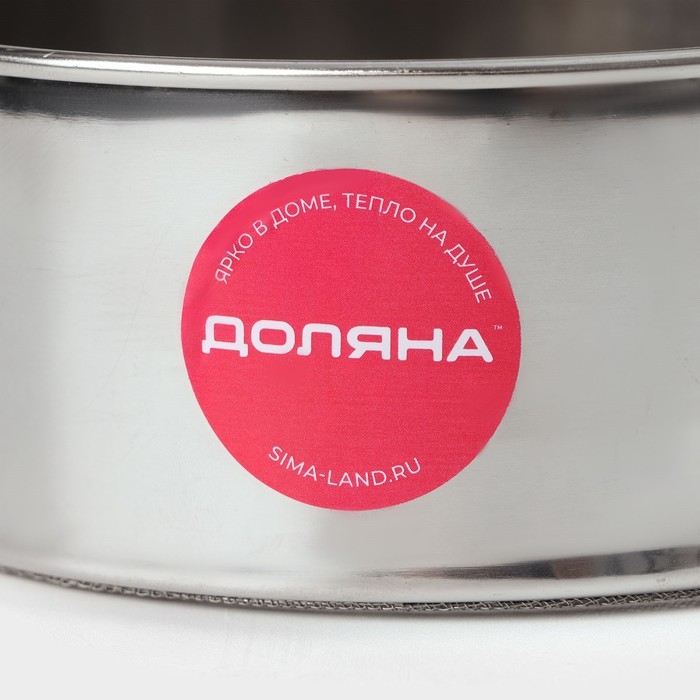 ЯРКО В ДОМЕ, ТЕПЛО НА ДУШЕ
ДОЛЯНА™
SIMA-LAND.RU